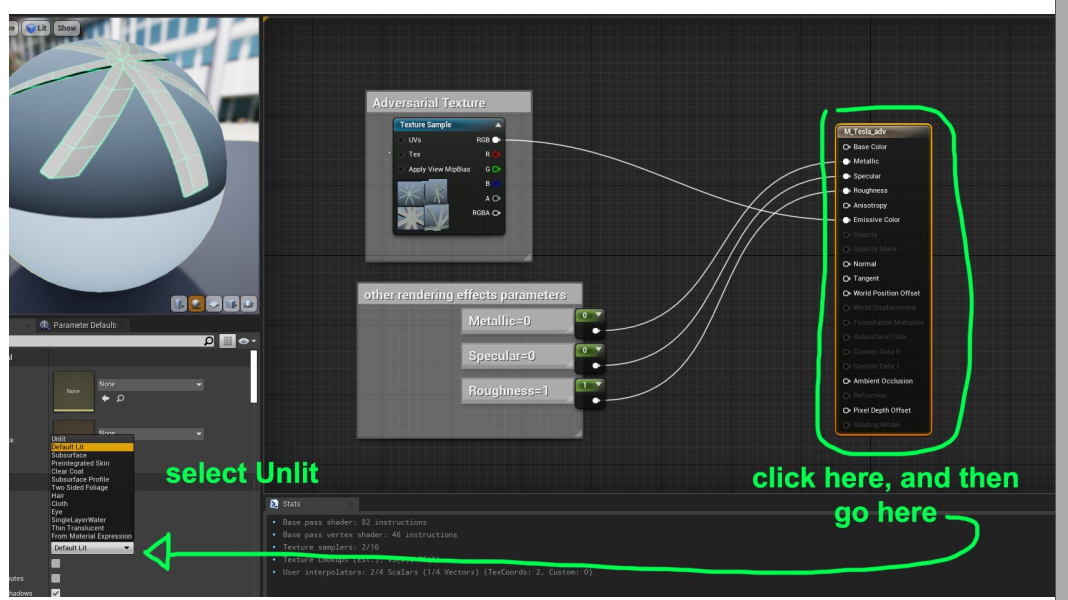 Lit
Show
Adversarial Texture
Texture Sample
UVs
RGB
Tex
R
Apply View MipBias
G
B
A
RGBA
other rendering effects parameters
Metallic=0
0
Specular=0
0
Roughness=1
1
M_Tesla_adv
Base Color
Metallic
Specular
Roughness
Anisotropy
Emissive Color
Opacity
Opacity Mask
Normal
Tangent
World Position Offset
World Displacement
Tessellation Multiplier
Subsurface Color
Custom Data 0
Custom Data 1
Ambient Occlusion
Refraction
Pixel Depth Offset
Shading Model
Parameter Defaults
None
None
None
Unlit
Default Lit
Subsurface
Preintegrated Skin
Clear Coat
Subsurface Profile
Two Sided Foliage
Hair
Cloth
Eye
SingleLayerWater
Thin Translucent
From Material Expression
Default Lit
select Unlit
click here, and then
go here
Stats
Base pass shader: 82 instructions
Base pass vertex shader: 46 instructions
Texture samplers: 2/16
User interpolators: 2/4 Scalars (1/4 Vectors) (TexCoords: 2, Custom: 0)